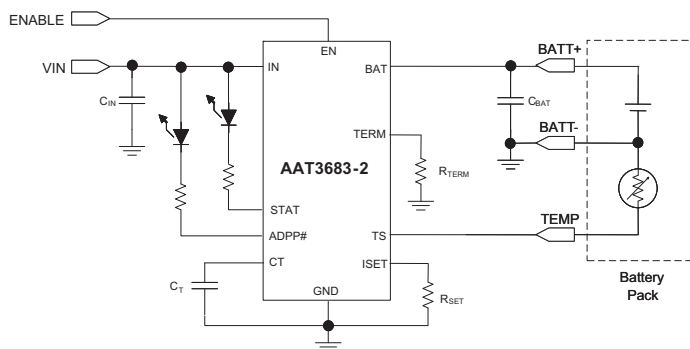 ENABLE
EN
BATT+
VIN
IN
BAT
CIN
CBAT
TERM
BATT-
AAT3683-2
RTERM
STAT
TEMP
ADPP#
TS
CT
ISET
CT
GND
RSET
Battery
Pack